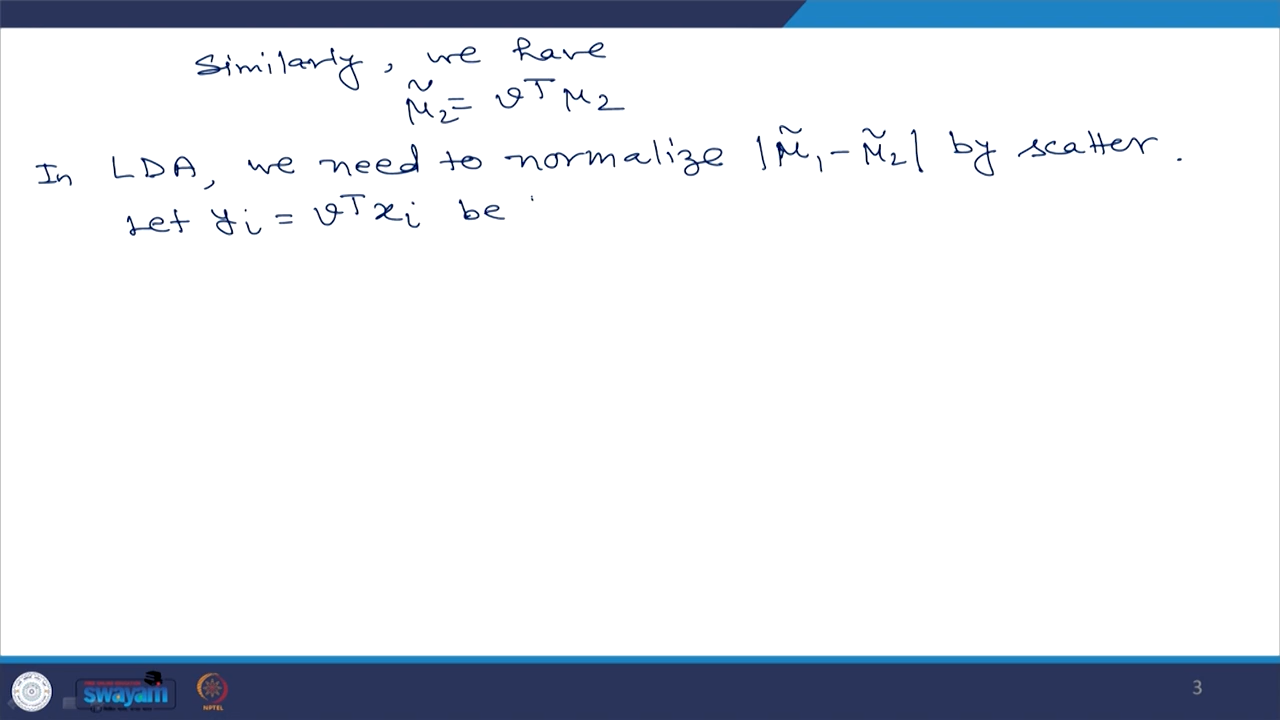 Similarly, we have
μ̃₂ = vᵀμ₂
In LDA, we need to normalize |μ̃₁ - μ̃₂| by scatter.
Let yᵢ = vᵀxᵢ be
swayam
NPTEL
3